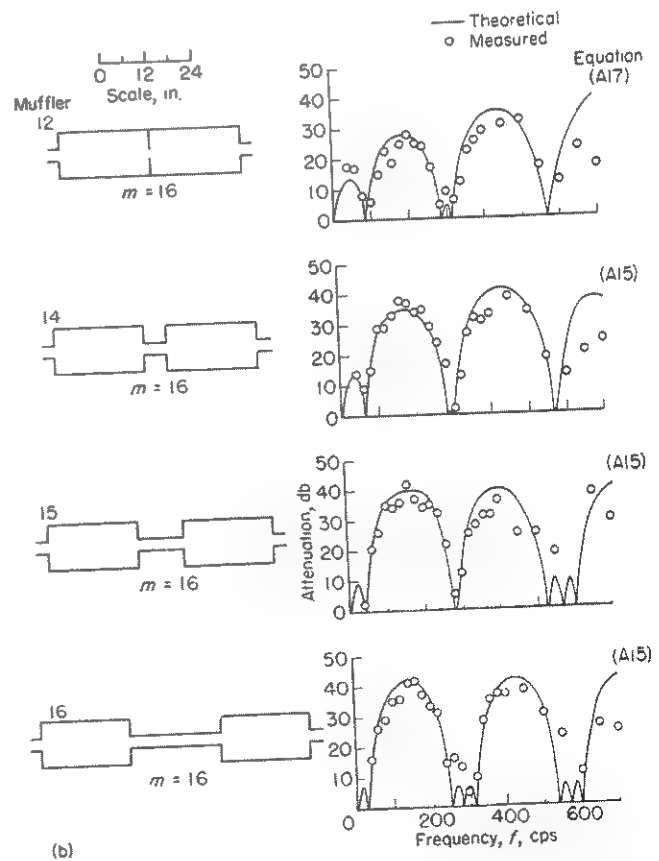 Theoretical
Measured
0 12 24
Scale, in.
Equation
(A17)
Muffler
12
m = 16
50
40
30
20
10
0
14
m = 16
(A15)
50
40
30
20
10
0
15
m = 16
(A15)
50
40
30
20
10
0
Attenuation, db
16
m = 16
(A15)
50
40
30
20
10
0 200 400 600
Frequency, f, cps
(b)